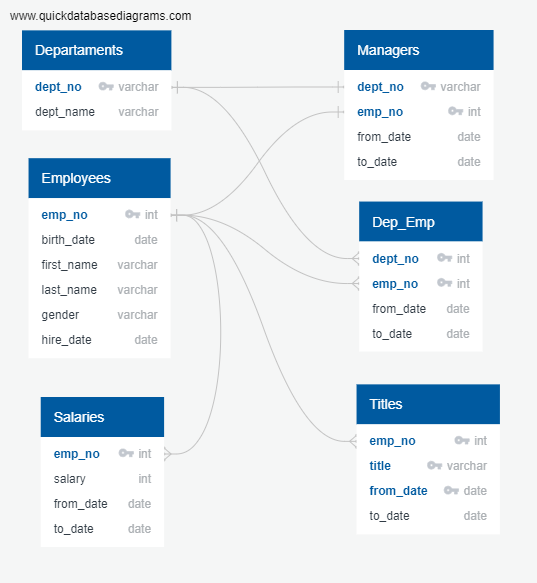 www.quickdatabasediagrams.com
Departaments
dept_no varchar
dept_name varchar
Managers
dept_no varchar
emp_no int
from_date date
to_date date
Employees
emp_no int
birth_date date
first_name varchar
last_name varchar
gender varchar
hire_date date
Dep_Emp
dept_no int
emp_no int
from_date date
to_date date
Salaries
emp_no int
salary int
from_date date
to_date date
Titles
emp_no int
title varchar
from_date date
to_date date